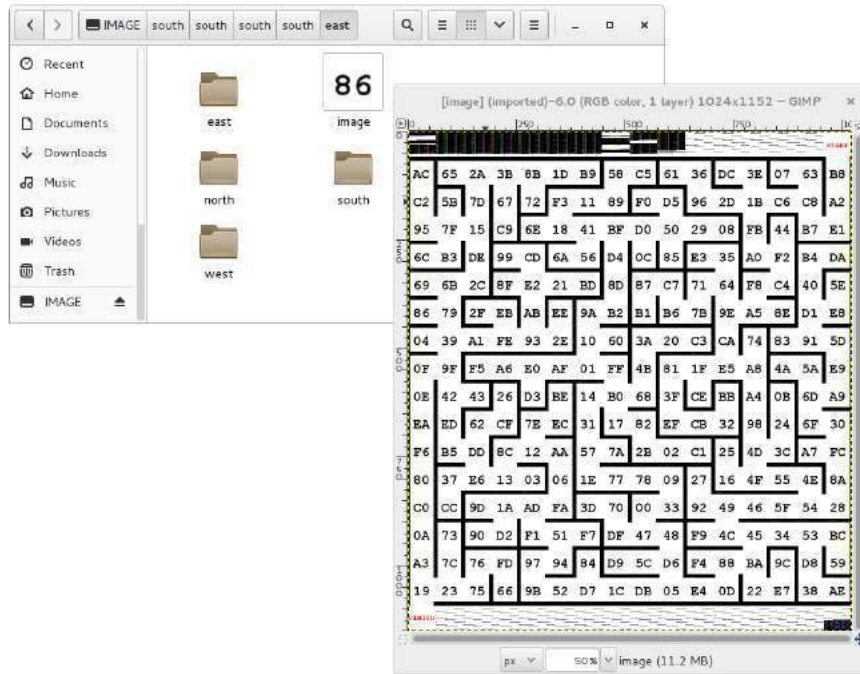 IMAGE south south south south east
Recent
Home
Documents
Downloads
Music
Pictures
Videos
Trash
IMAGE
east
86
image
north
south
west
[image] (imported)-6.0 (RGB color, 1 layer) 1024x1152 – GIMP
0 250 500 750
AC 65 2A 3B 8B 1D B9 58 C5 61 36 DC 3E 07 63 B8
C2 5B 7D 67 72 F3 11 89 F0 D5 96 2D 1B C6 C8 A2
95 7F 15 C9 6E 18 41 BF D0 50 29 08 FB 44 B7 E1
6C B3 DE 99 CD 6A 56 D4 0C 85 E3 35 A0 F2 B4 DA
69 6B 2C 8F E2 21 BD 8D 87 C7 71 64 F8 C4 40 5E
86 79 2F EB AB EE 9A B2 B1 B6 7B 9E A5 8E D1 E8
04 39 A1 FE 93 2E 10 60 3A 20 C3 CA 74 83 91 5D
0F 9F F5 A6 E0 AF 01 FF 4B 81 1F E5 A8 4A 5A E9
0E 42 43 26 D3 BE 14 B0 68 3F CE BB A4 0B 6D A9
EA ED 62 CF 7E EC 31 17 82 EF CB 32 98 24 6F 30
F6 B5 DD 8C 12 AA 57 7A 2B 02 C1 25 4D 3C A7 FC
80 37 E6 13 03 06 1E 77 78 09 27 16 4F 55 4E 8A
C0 CC 9D 1A AD FA 3D 70 00 33 92 49 46 5F 54 28
0A 73 90 D2 F1 51 F7 DF 47 48 F9 4C 45 34 53 BC
A3 7C 76 FD 97 94 84 D9 5C D6 F4 88 BA 9C D8 59
19 23 75 66 9B 52 D7 1C DB 05 E4 0D 22 E7 38 AE
px 50% image (11.2 MB)